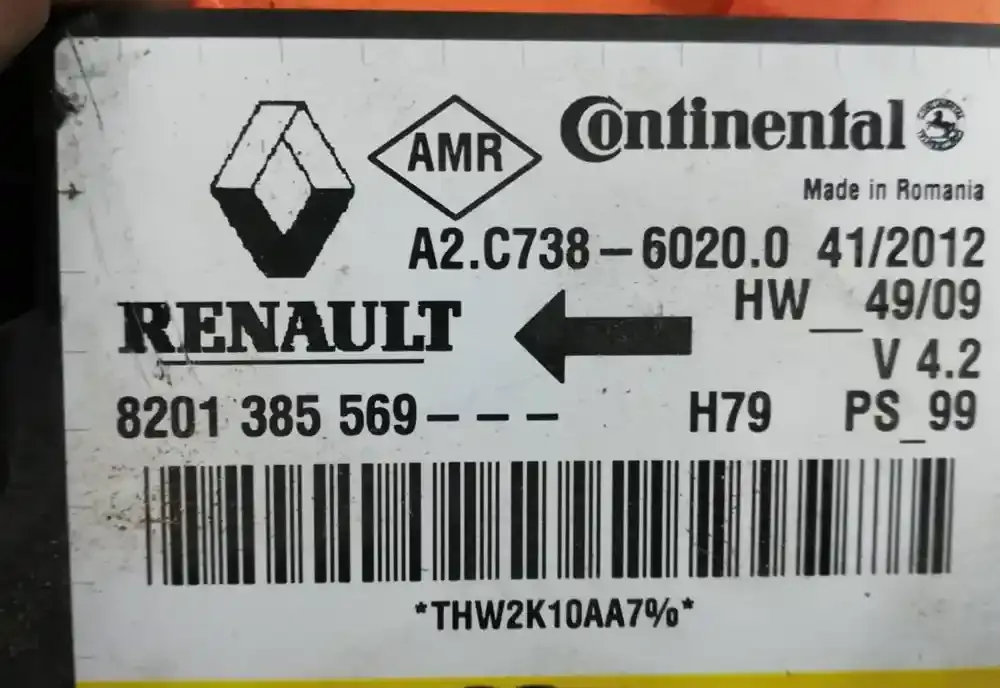 AMR
Continental
Made in Romania
A2.C738-6020.0 41/2012
HW__49/09
RENAULT
V 4.2
8201 385 569--- H79 PS_99
*THW2K10AA7%*